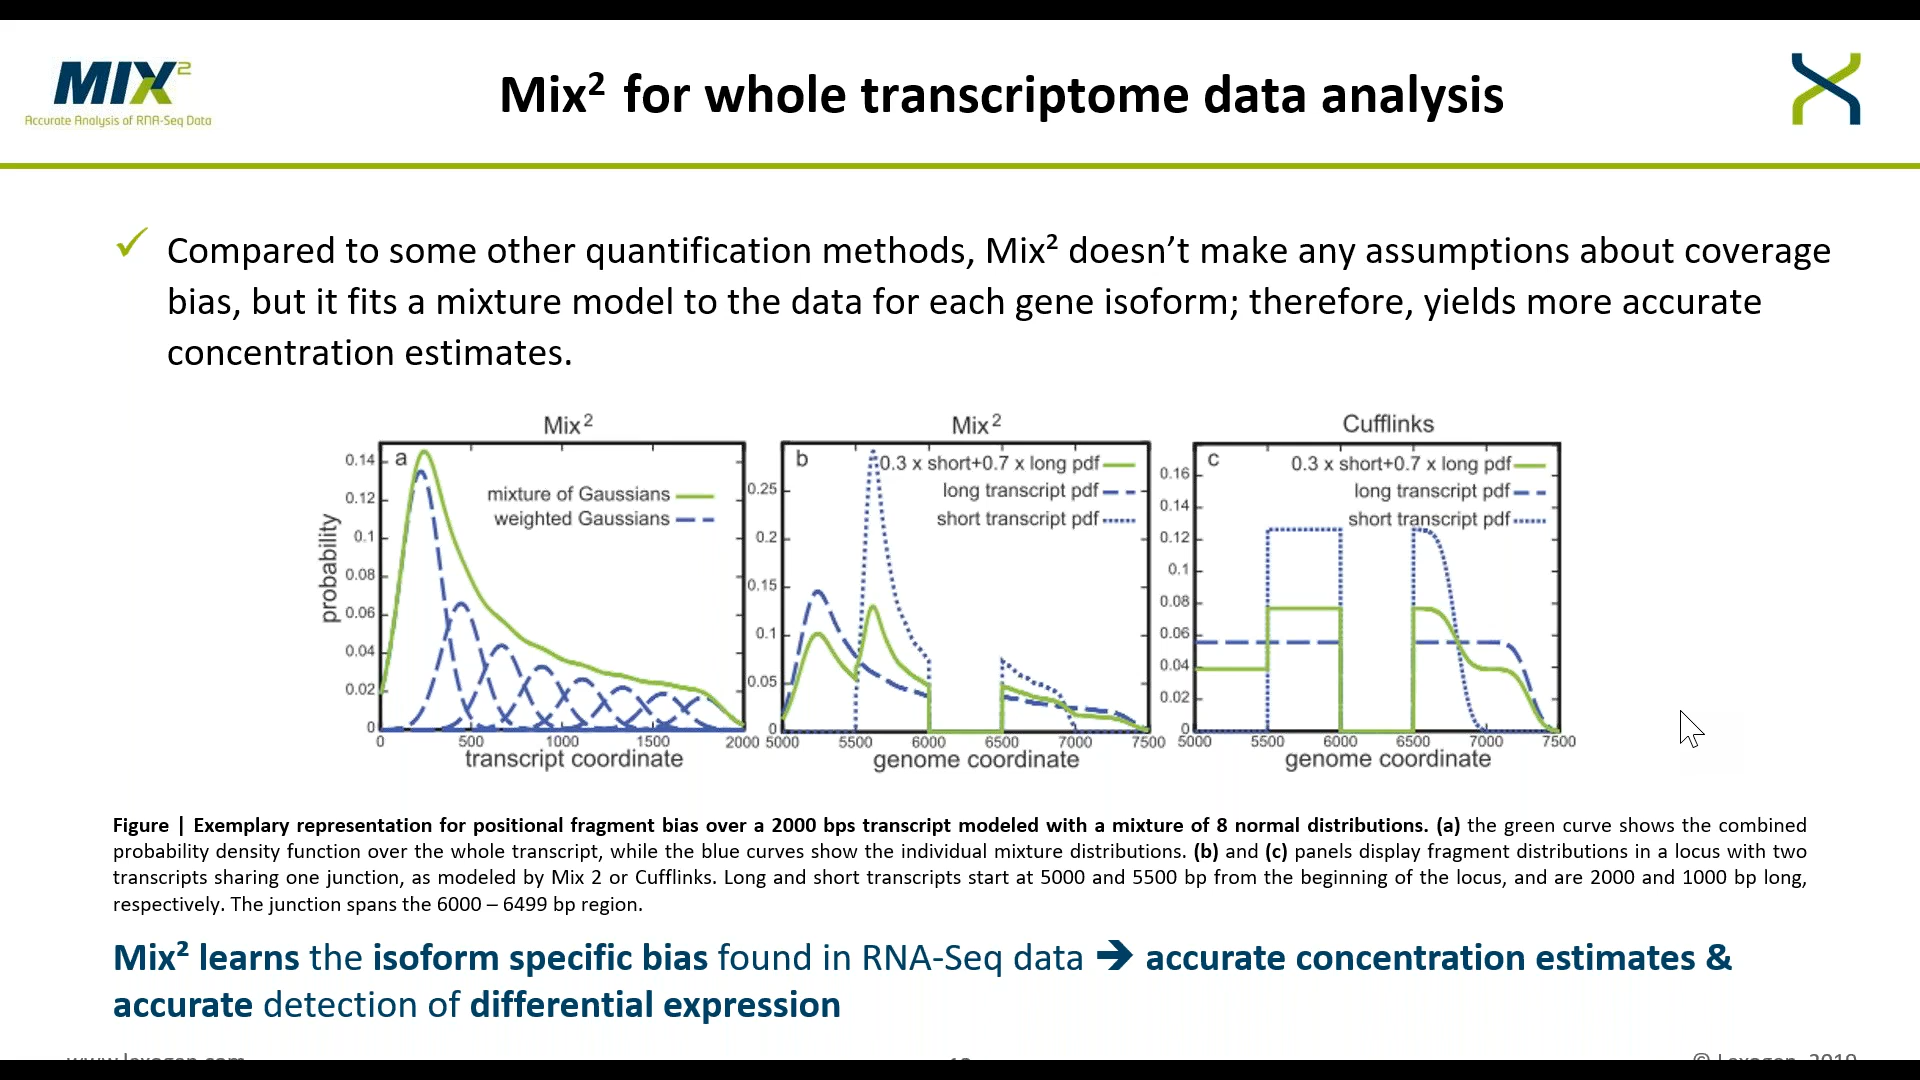 MIX²
Accurate Analysis of RNA-Seq Data
Mix² for whole transcriptome data analysis
✓ Compared to some other quantification methods, Mix² doesn’t make any assumptions about coverage
bias, but it fits a mixture model to the data for each gene isoform; therefore, yields more accurate
concentration estimates.
Mix²
a
mixture of Gaussians
weighted Gaussians
probability
0.14
0.12
0.1
0.08
0.06
0.04
0.02
0
0 500 1000 1500 2000
transcript coordinate
Mix²
b
0.3 x short+0.7 x long pdf
long transcript pdf
short transcript pdf
0.25
0.2
0.15
0.1
0.05
0
5000 5500 6000 6500 7000 7500
genome coordinate
Cufflinks
c
0.3 x short+0.7 x long pdf
long transcript pdf
short transcript pdf
0.16
0.14
0.12
0.1
0.08
0.06
0.04
0.02
0
5000 5500 6000 6500 7000 7500
genome coordinate
Figure | Exemplary representation for positional fragment bias over a 2000 bps transcript modeled with a mixture of 8 normal distributions. (a) the green curve shows the combined
probability density function over the whole transcript, while the blue curves show the individual mixture distributions. (b) and (c) panels display fragment distributions in a locus with two
transcripts sharing one junction, as modeled by Mix 2 or Cufflinks. Long and short transcripts start at 5000 and 5500 bp from the beginning of the locus, and are 2000 and 1000 bp long,
respectively. The junction spans the 6000 – 6499 bp region.
Mix² learns the isoform specific bias found in RNA-Seq data ➔ accurate concentration estimates &
accurate detection of differential expression
www.lexogen.com
© Lexogen, 2019